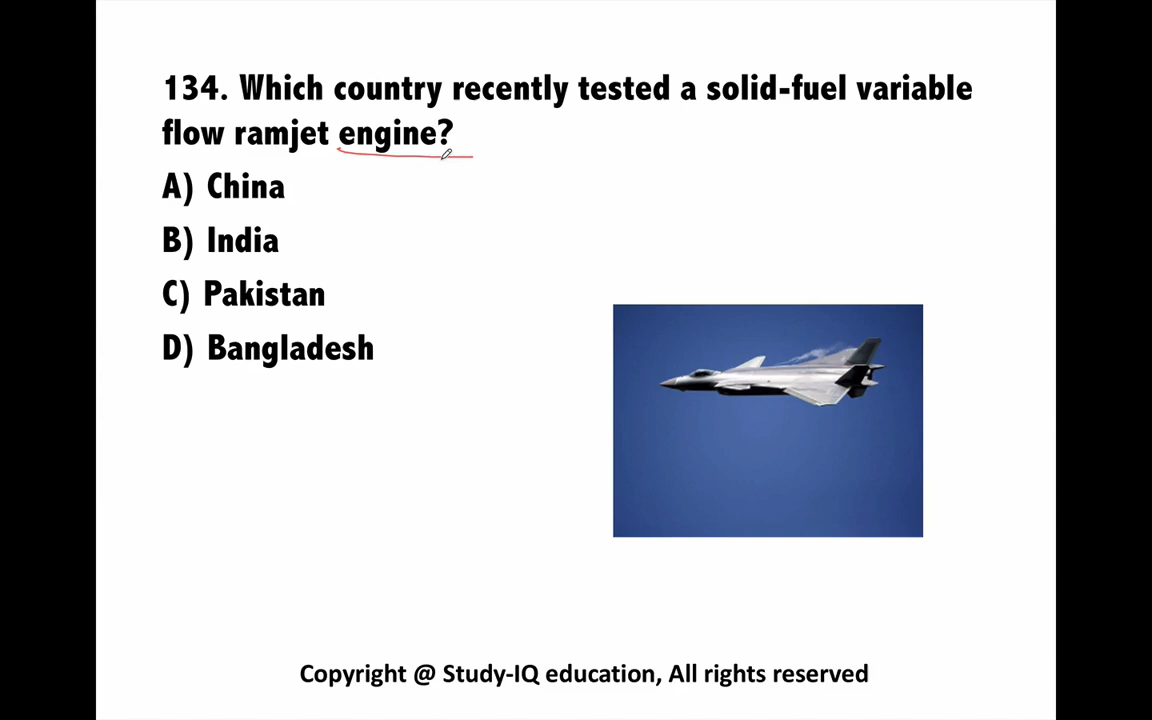 134. Which country recently tested a solid-fuel variable
flow ramjet engine?
A) China
B) India
C) Pakistan
D) Bangladesh
Copyright @ Study-IQ education, All rights reserved